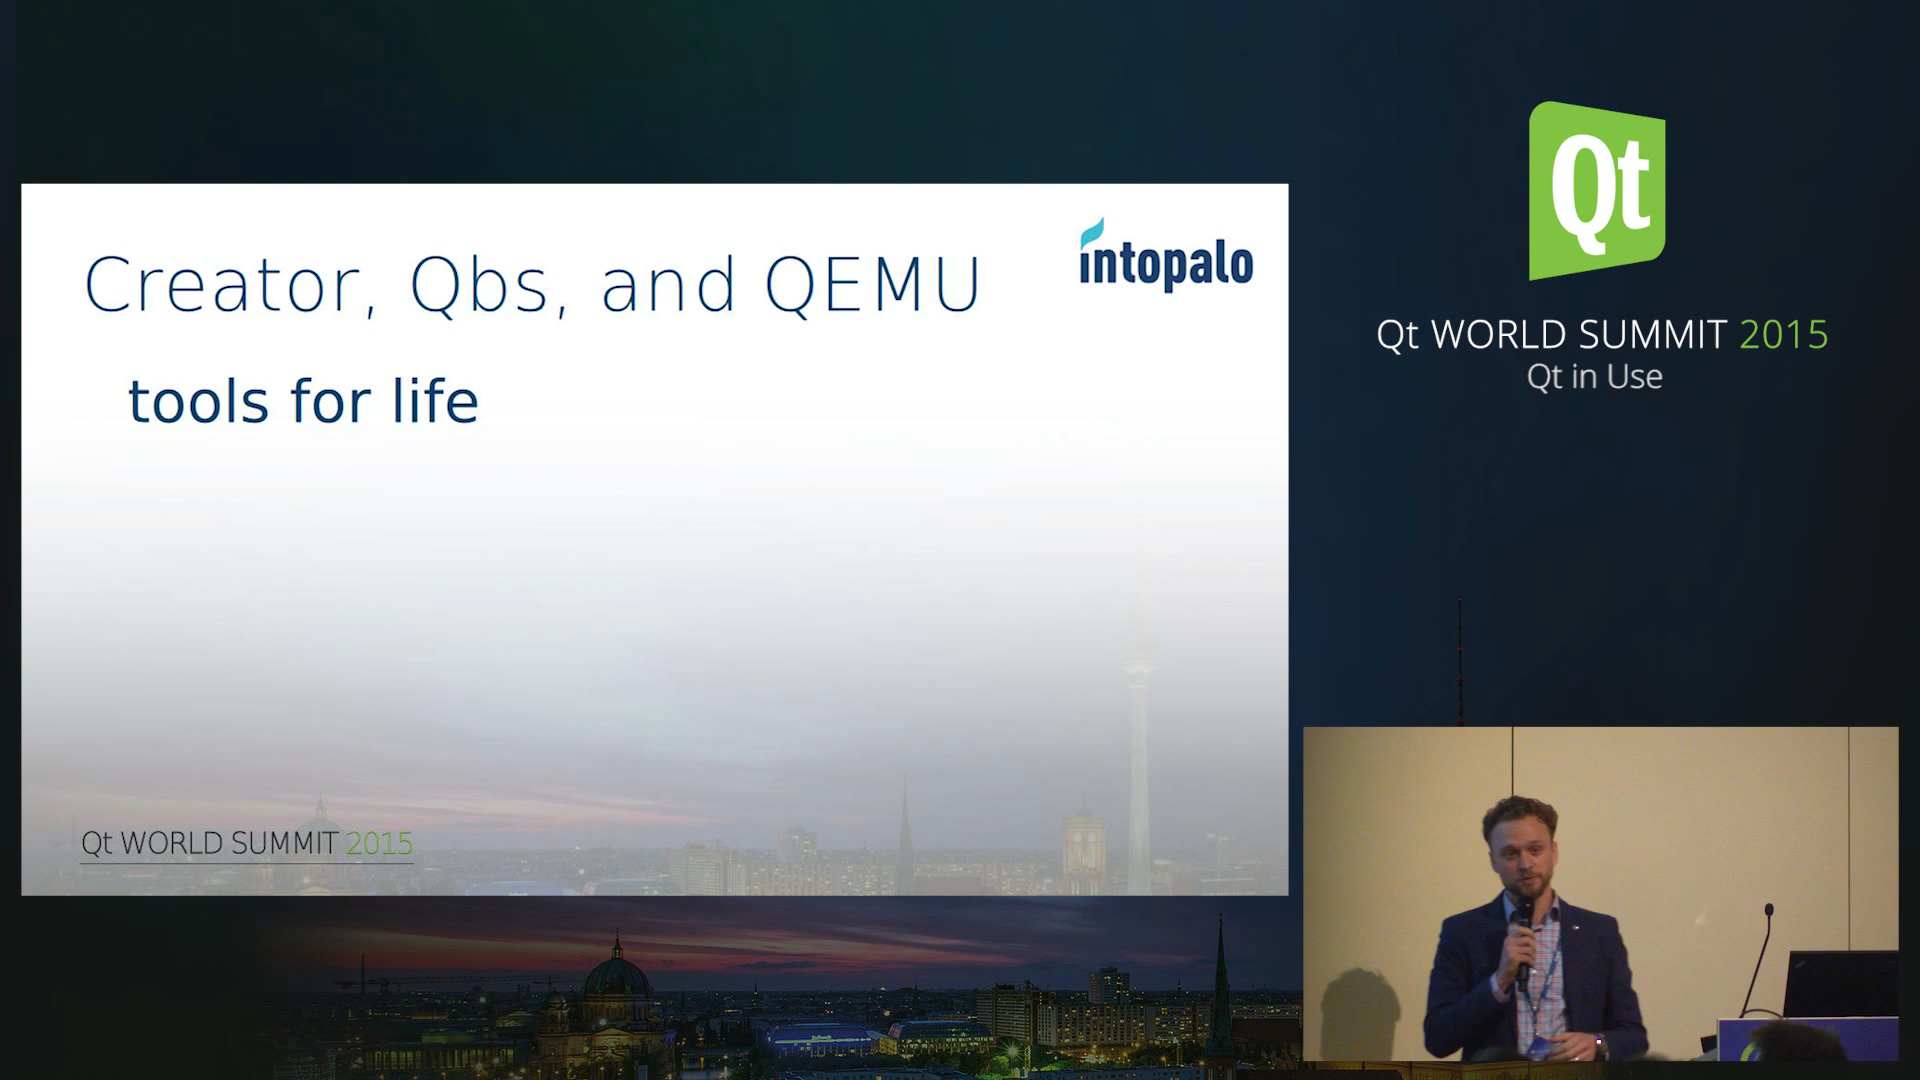 Creator, Qbs, and QEMU
intopalo
tools for life
Qt WORLD SUMMIT 2015
Qt
Qt WORLD SUMMIT 2015
Qt in Use